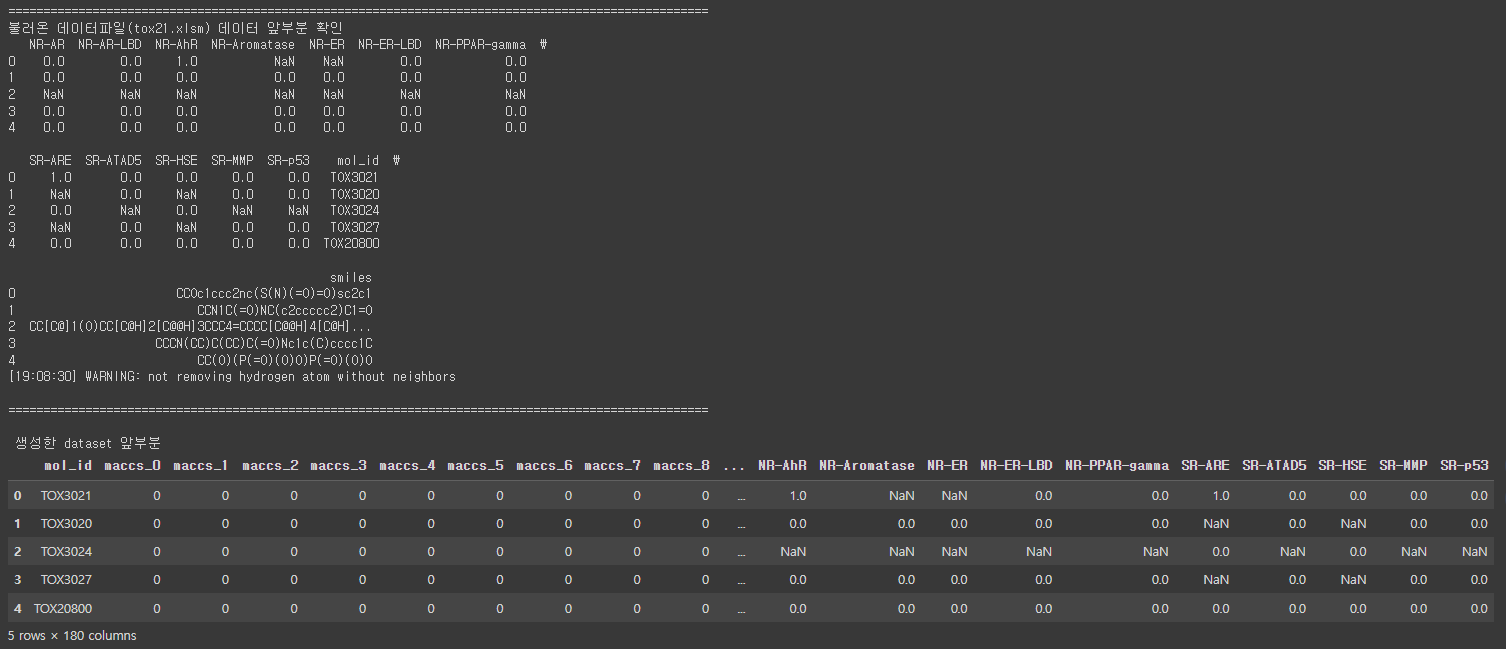 ====================================================================================================
불러온 데이터파일(tox21.xlsm) 데이터 앞부분 확인
   NR-AR  NR-AR-LBD  NR-AhR  NR-Aromatase  NR-ER  NR-ER-LBD  NR-PPAR-gamma  ₩
0    0.0        0.0     1.0           NaN    NaN        0.0            0.0
1    0.0        0.0     0.0           0.0    0.0        0.0            0.0
2    NaN        NaN     NaN           NaN    NaN        NaN            NaN
3    0.0        0.0     0.0           0.0    0.0        0.0            0.0
4    0.0        0.0     0.0           0.0    0.0        0.0            0.0
   SR-ARE  SR-ATAD5  SR-HSE  SR-MMP  SR-p53    mol_id  ₩
0     1.0       0.0     0.0     0.0     0.0   TOX3021
1     NaN       0.0     NaN     0.0     0.0   TOX3020
2     0.0       NaN     0.0     NaN     NaN   TOX3024
3     NaN       0.0     NaN     0.0     0.0   TOX3027
4     0.0       0.0     0.0     0.0     0.0  TOX20800
smiles
0                       CCOc1ccc2nc(S(N)(=O)=O)sc2c1
1                          CCN1C(=O)NC(c2ccccc2)C1=O
2  CC[C@]1(O)CC[C@H]2[C@@H]3CCC4=CCCC[C@@H]4[C@H]...
3                    CCCN(CC)C(CC)C(=O)Nc1c(C)cccc1C
4                          CC(O)(P(=O)(O)O)P(=O)(O)O
[19:08:30] WARNING: not removing hydrogen atom without neighbors
====================================================================================================
생성한 dataset 앞부분
mol_id maccs_0 maccs_1 maccs_2 maccs_3 maccs_4 maccs_5 maccs_6 maccs_7 maccs_8 ... NR-AhR NR-Aromatase NR-ER NR-ER-LBD NR-PPAR-gamma SR-ARE SR-ATAD5 SR-HSE SR-MMP SR-p53
0 TOX3021 0 0 0 0 0 0 0 0 0 ... 1.0 NaN NaN 0.0 0.0 1.0 0.0 0.0 0.0 0.0
1 TOX3020 0 0 0 0 0 0 0 0 0 ... 0.0 0.0 0.0 0.0 0.0 NaN 0.0 NaN 0.0 0.0
2 TOX3024 0 0 0 0 0 0 0 0 0 ... NaN NaN NaN NaN NaN 0.0 NaN 0.0 NaN NaN
3 TOX3027 0 0 0 0 0 0 0 0 0 ... 0.0 0.0 0.0 0.0 0.0 NaN 0.0 NaN 0.0 0.0
4 TOX20800 0 0 0 0 0 0 0 0 0 ... 0.0 0.0 0.0 0.0 0.0 0.0 0.0 0.0 0.0 0.0
5 rows × 180 columns